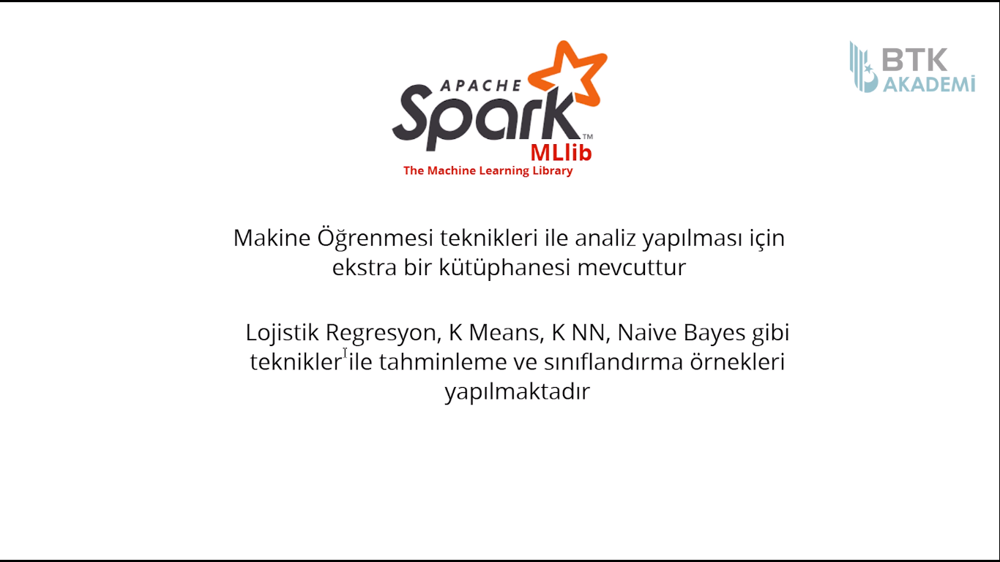 APACHE
Spark™
MLlib
The Machine Learning Library
BTK
AKADEMİ
Makine Öğrenmesi teknikleri ile analiz yapılması için
ekstra bir kütüphanesi mevcuttur
Lojistik Regresyon, K Means, K NN, Naive Bayes gibi
teknikler ile tahminleme ve sınıflandırma örnekleri
yapılmaktadır